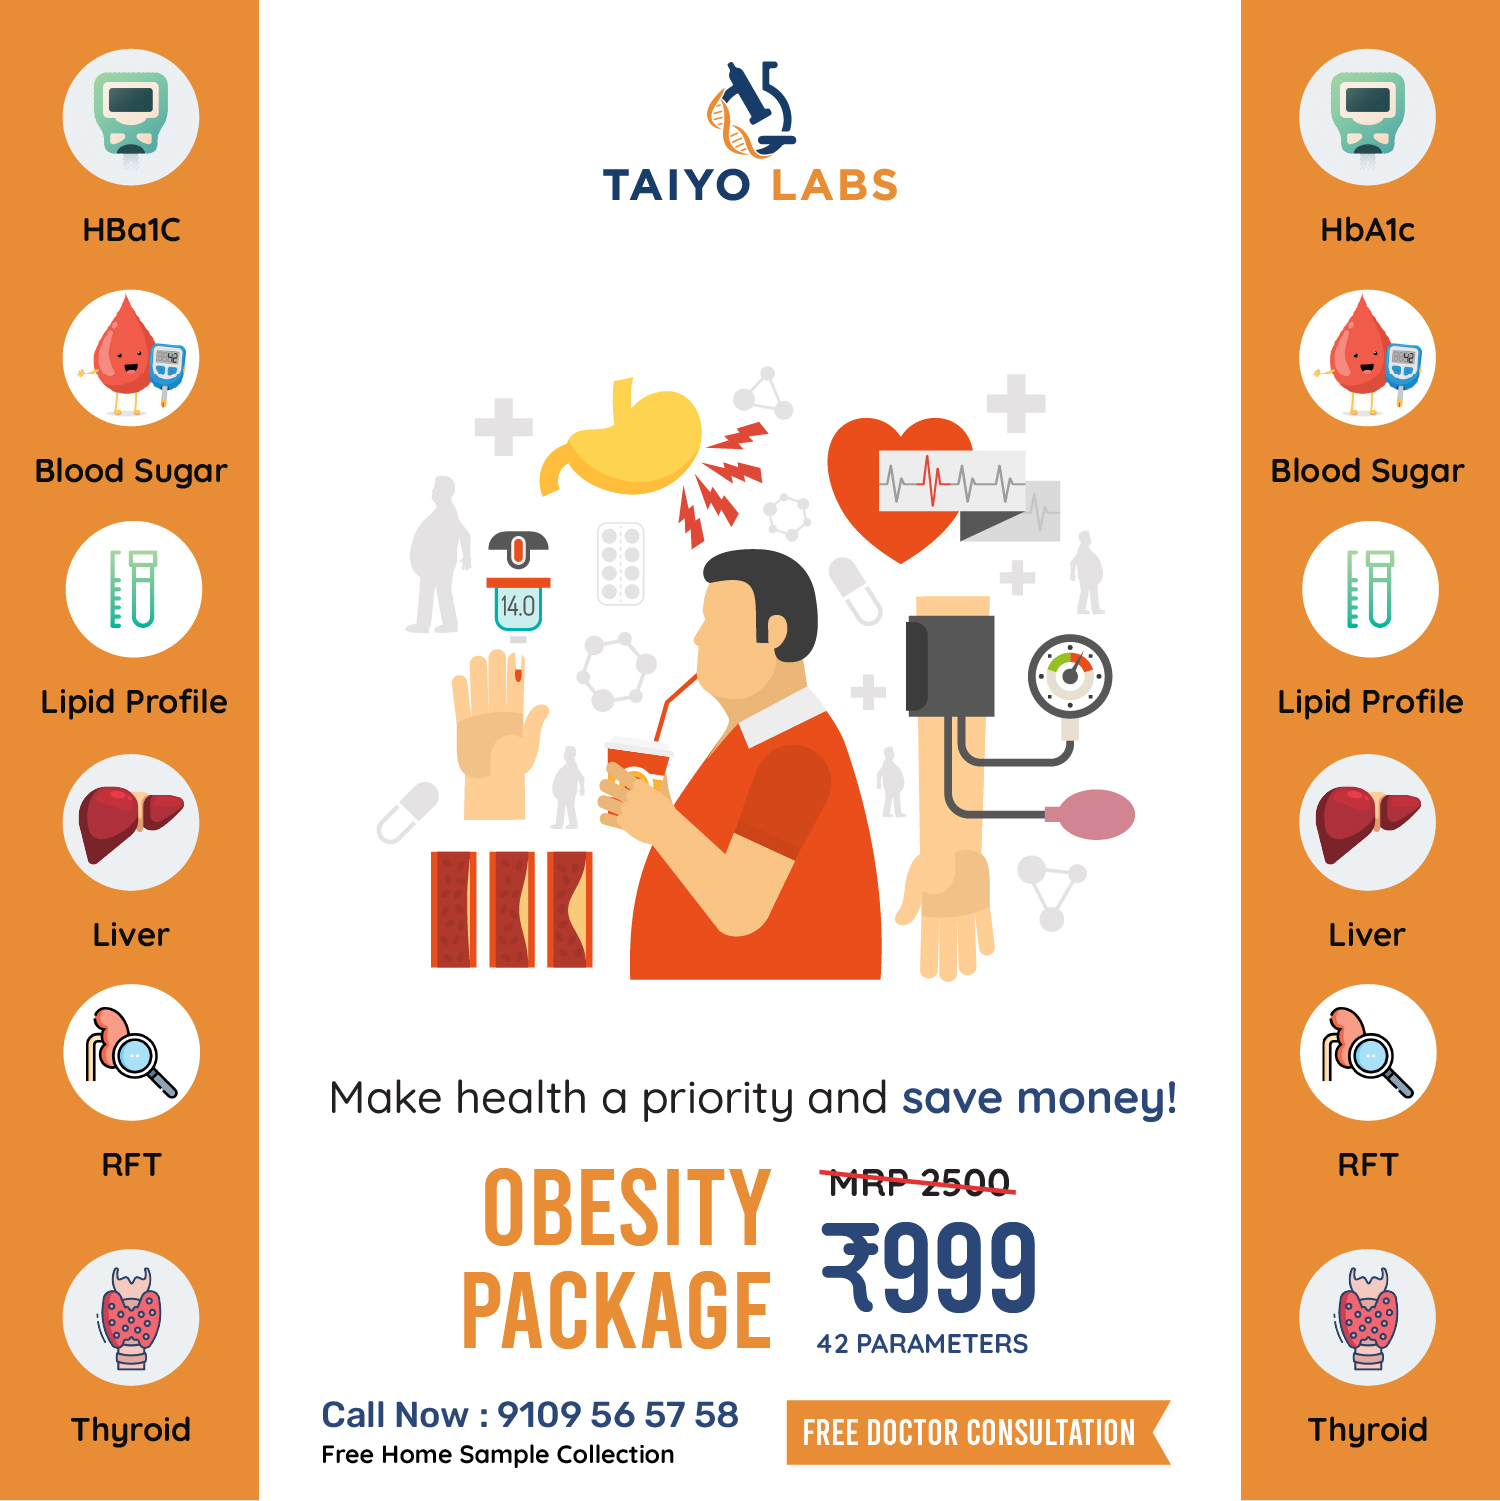 TAIYO LABS
HBa1C
Blood Sugar
Lipid Profile
Liver
RFT
Thyroid
14.0
Make health a priority and save money!
OBESITY
PACKAGE
MRP 2500
₹999
42 PARAMETERS
Call Now : 9109 56 57 58
Free Home Sample Collection
FREE DOCTOR CONSULTATION
HbA1c
Blood Sugar
Lipid Profile
Liver
RFT
Thyroid